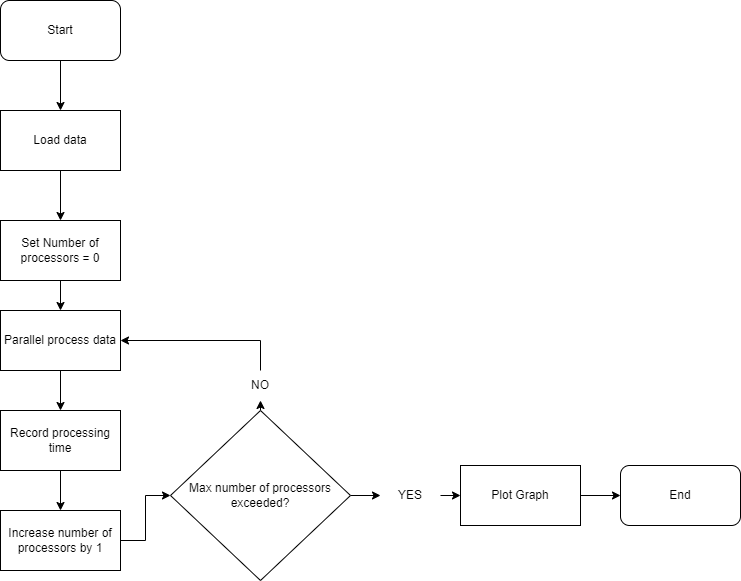 Start
Load data
Set Number of
processors = 0
Parallel process data
NO
Record processing
time
Max number of processors
exceeded?
YES
Plot Graph
End
Increase number of
processors by 1